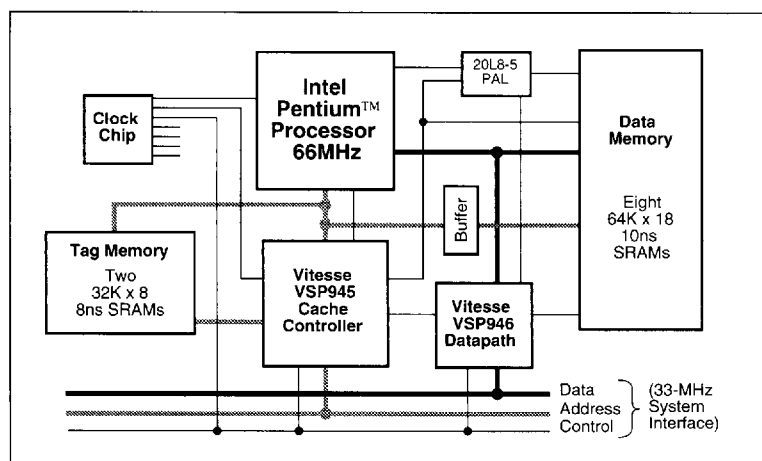 Intel
Pentium™
Processor
66MHz
20L8-5
PAL
Clock
Chip
Data
Memory
Eight
64K x 18
10ns
SRAMs
Buffer
Tag Memory
Two
32K x 8
8ns SRAMs
Vitesse
VSP945
Cache
Controller
Vitesse
VSP946
Datapath
Data
Address
Control
(33-MHz
System
Interface)